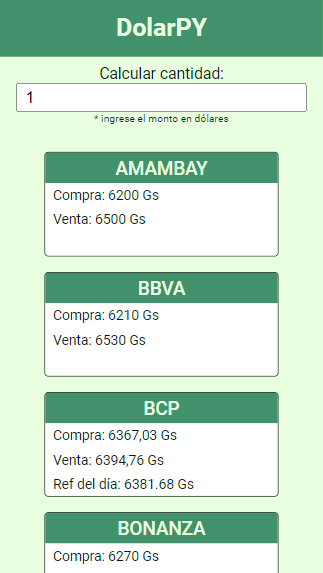 DolarPY
Calcular cantidad:
1
* ingrese el monto en dólares
AMAMBAY
Compra: 6200 Gs
Venta: 6500 Gs
BBVA
Compra: 6210 Gs
Venta: 6530 Gs
BCP
Compra: 6367,03 Gs
Venta: 6394,76 Gs
Ref del día: 6381.68 Gs
BONANZA
Compra: 6270 Gs